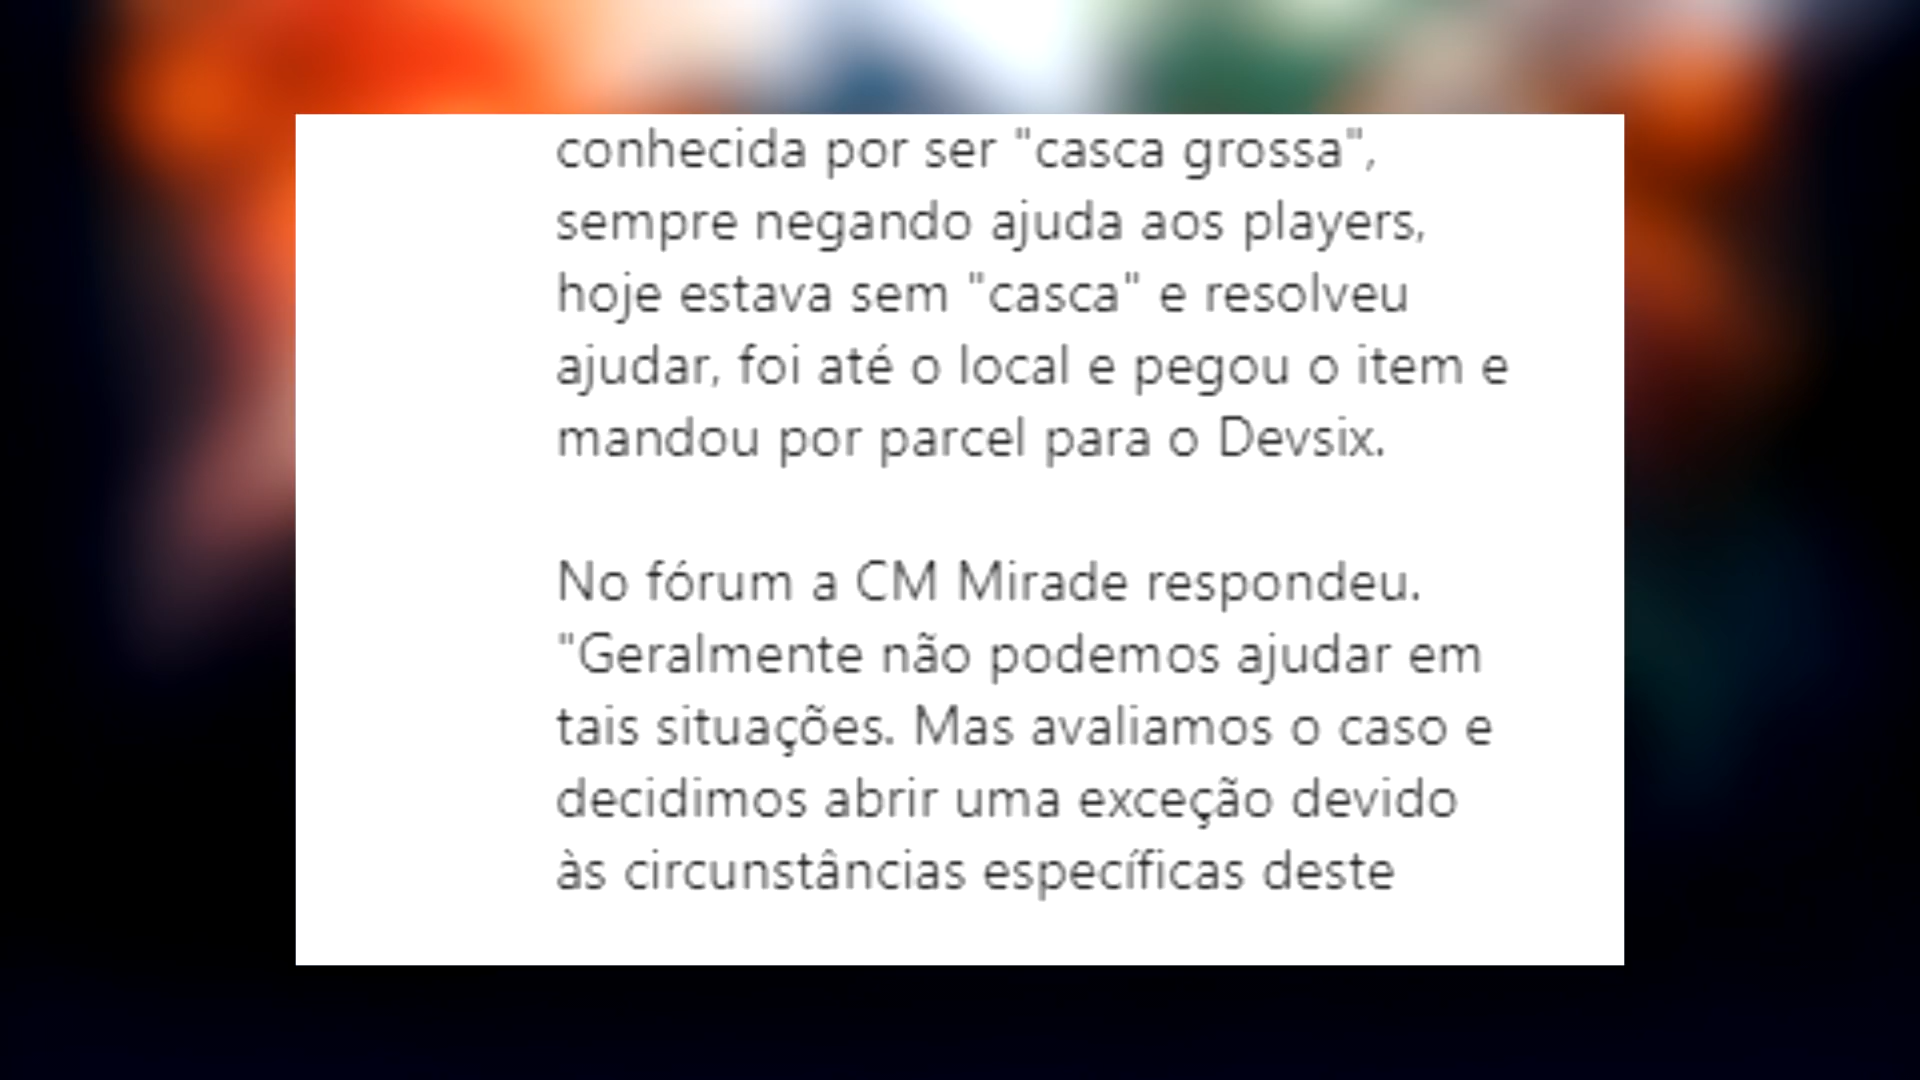 conhecida por ser "casca grossa",
sempre negando ajuda aos players,
hoje estava sem "casca" e resolveu
ajudar, foi até o local e pegou o item e
mandou por parcel para o Devsix.
No fórum a CM Mirade respondeu.
"Geralmente não podemos ajudar em
tais situações. Mas avaliamos o caso e
decidimos abrir uma exceção devido
às circunstâncias específicas deste